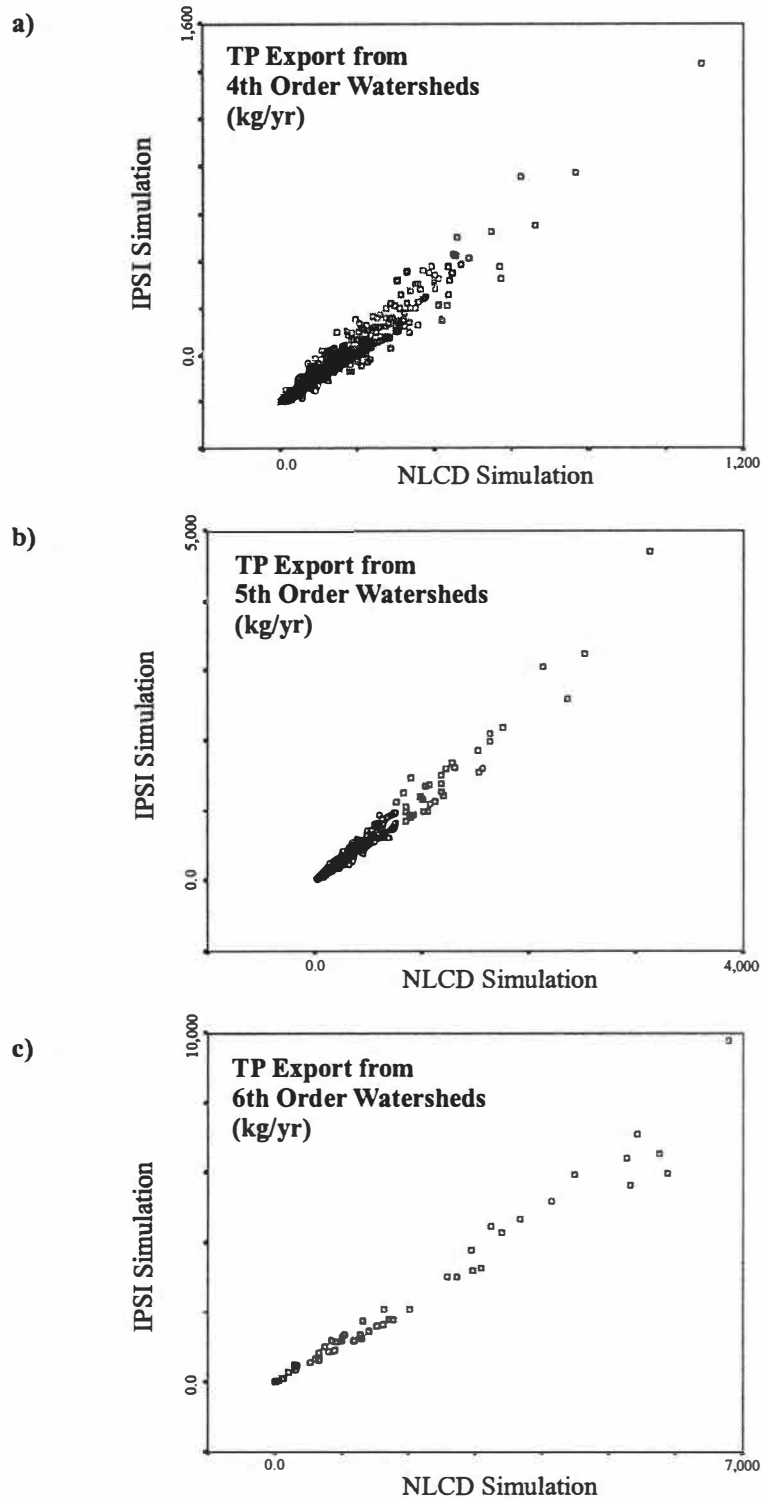 a)
1,600
TP Export from
4th Order Watersheds
(kg/yr)
IPSI Simulation
0.0
0.0
1,200
NLCD Simulation
b)
5,000
TP Export from
5th Order Watersheds
(kg/yr)
IPSI Simulation
0.0
0.0
4,000
NLCD Simulation
c)
10,000
TP Export from
6th Order Watersheds
(kg/yr)
IPSI Simulation
0.0
0.0
7,000
NLCD Simulation